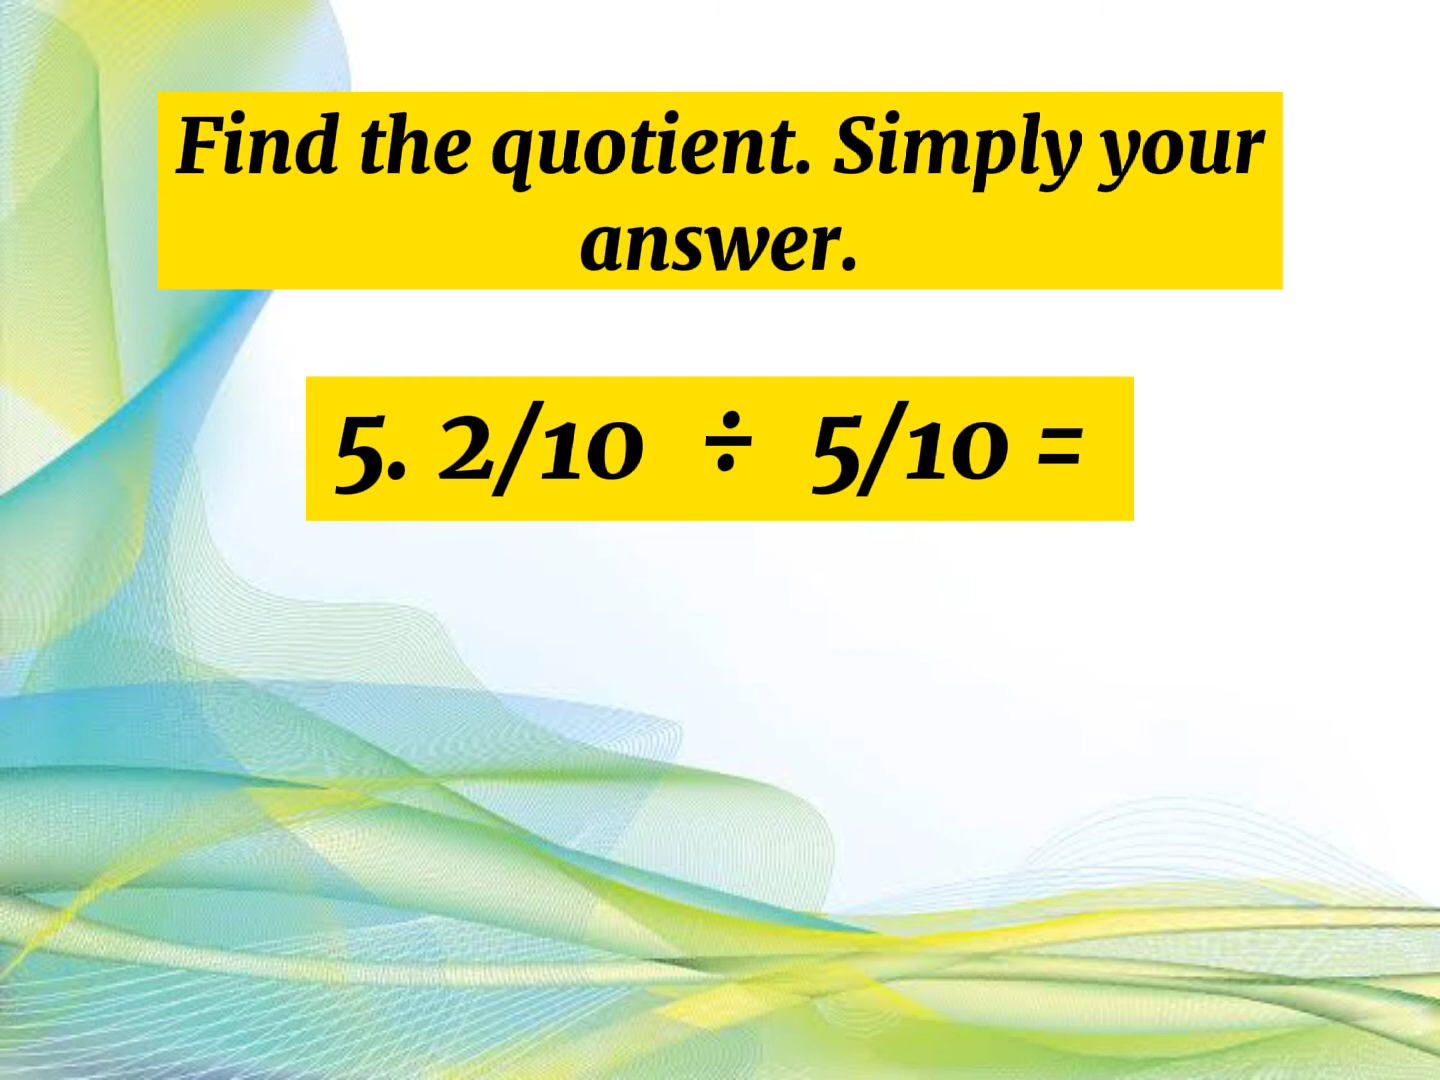 Find the quotient. Simply your
answer.
5. 2/10 ÷ 5/10 =